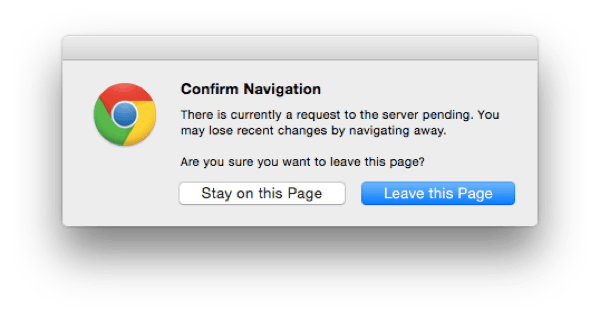 Confirm Navigation
There is currently a request to the server pending. You
may lose recent changes by navigating away.
Are you sure you want to leave this page?
Stay on this Page
Leave this Page